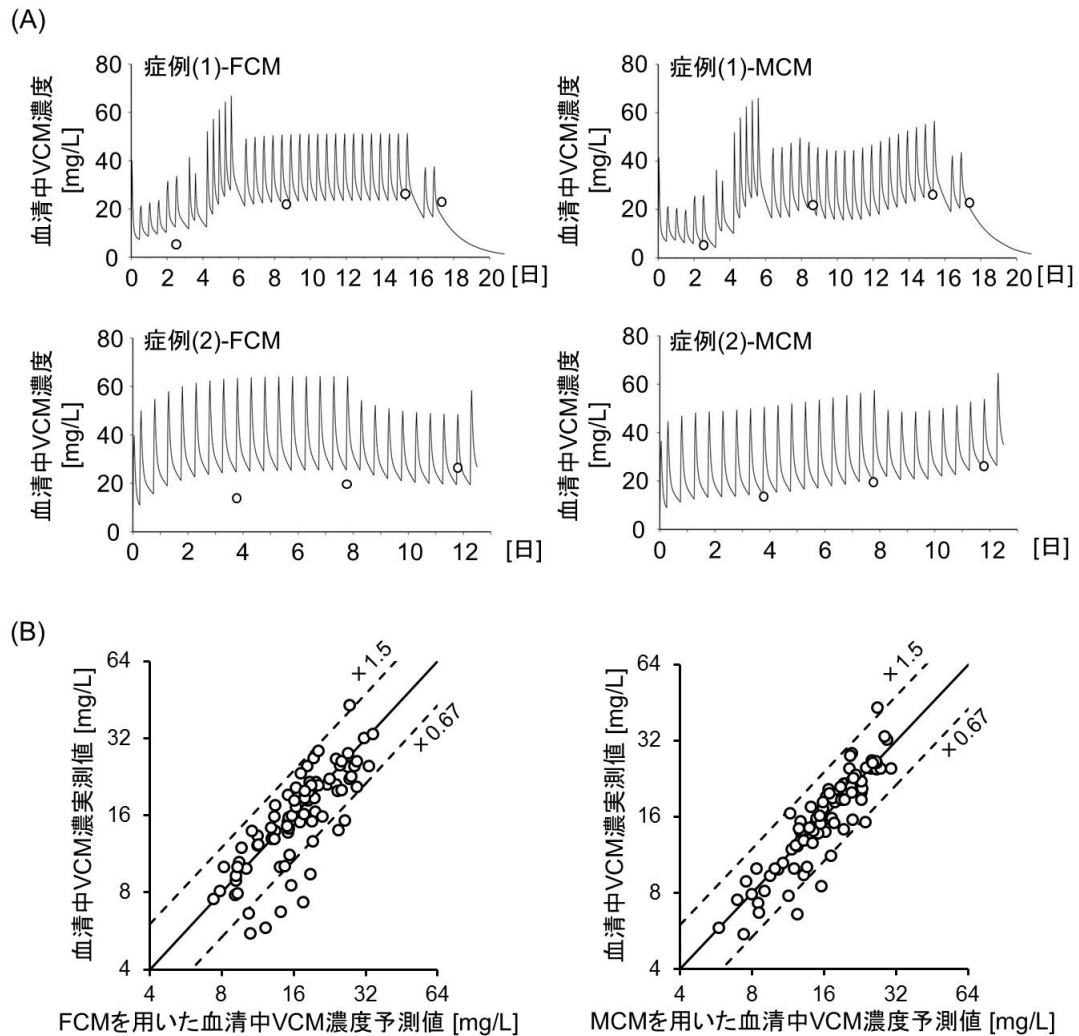 (A)
症例(1)-FCM
血清中VCM濃度
[mg/L]
80
60
40
20
0
0 2 4 6 8 10 12 14 16 18 20 [日]
症例(1)-MCM
血清中VCM濃度
[mg/L]
80
60
40
20
0
0 2 4 6 8 10 12 14 16 18 20 [日]
症例(2)-FCM
血清中VCM濃度
[mg/L]
80
60
40
20
0
0 2 4 6 8 10 12 [日]
症例(2)-MCM
血清中VCM濃度
[mg/L]
80
60
40
20
0
0 2 4 6 8 10 12 [日]
(B)
血清中VCM濃実測値 [mg/L]
64
32
16
8
4
×1.5
×0.67
4 8 16 32 64
FCMを用いた血清中VCM濃度予測値 [mg/L]
血清中VCM濃実測値 [mg/L]
64
32
16
8
4
×1.5
×0.67
4 8 16 32 64
MCMを用いた血清中VCM濃度予測値 [mg/L]